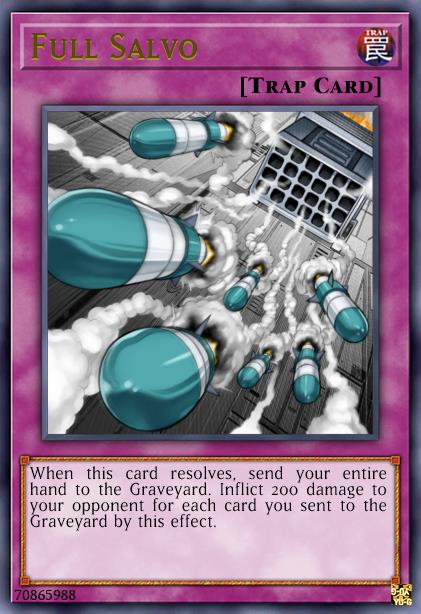 Full Salvo
TRAP
罠
[Trap Card]
When this card resolves, send your entire
hand to the Graveyard. Inflict 200 damage to
your opponent for each card you sent to the
Graveyard by this effect.
70865988